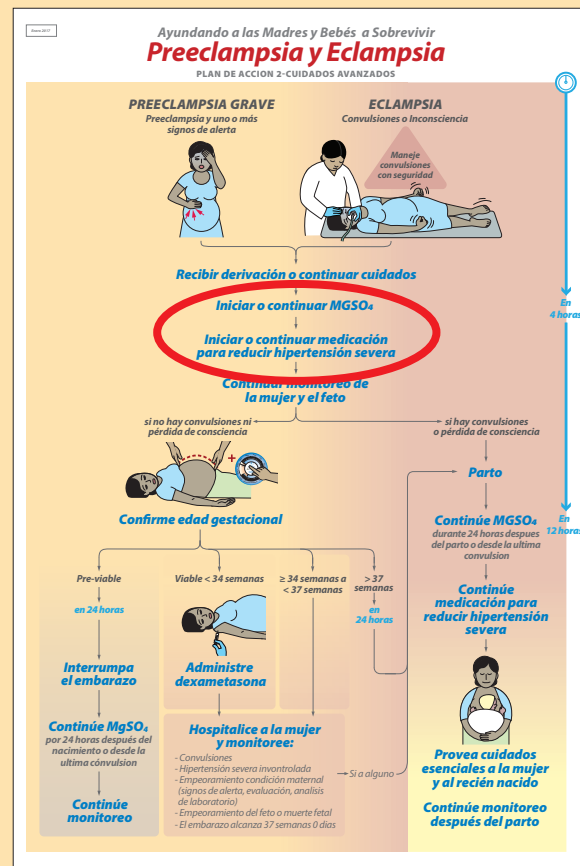 Enero 2017
Ayundando a las Madres y Bebés a Sobrevivir
Preeclampsia y Eclampsia
PLAN DE ACCION 2-CUIDADOS AVANZADOS
PREECLAMPSIA GRAVE
Preeclampsia y uno o más
signos de alerta
ECLAMPSIA
Convulsiones o Inconsciencia
Maneje
convulsiones
con seguridad
Recibir derivación o continuar cuidados
Iniciar o continuar MGSO₄
Iniciar o continuar medicación
para reducir hipertensión severa
Continuar monitoreo de
la mujer y el feto
En
4 horas
si no hay convulsiones ni
pérdida de consciencia
si hay convulsiones
o pérdida de consciencia
+
Confirme edad gestacional
Parto
Continúe MGSO₄
durante 24 horas despues
del parto o desde la ultima
convulsion
En
12 horas
Continúe
medicación para
reducir hipertensión
severa
Provea cuidados
esenciales a la mujer
y al recién nacido
Continúe monitoreo
después del parto
Pre-viable
en 24 horas
Interrumpa
el embarazo
Continúe MgSO₄
por 24 horas después del
nacimiento o desde la
ultima cónvulsion
Continúe
monitoreo
Viable < 34 semanas
Administre
dexametasona
≥ 34 semanas a
< 37 semanas
> 37
semanas
en
24 horas
Hospitalice a la mujer
y monitoree:
- Convulsiones
- Hipertensión severa invontrolada
- Empeoramiento condición maternal
(signos de alerta, evaluación, analisis
de laboratorio)
- Empeoramiento del feto o muerte fetal
- El embarazo alcanza 37 semanas 0 días
Si a alguno